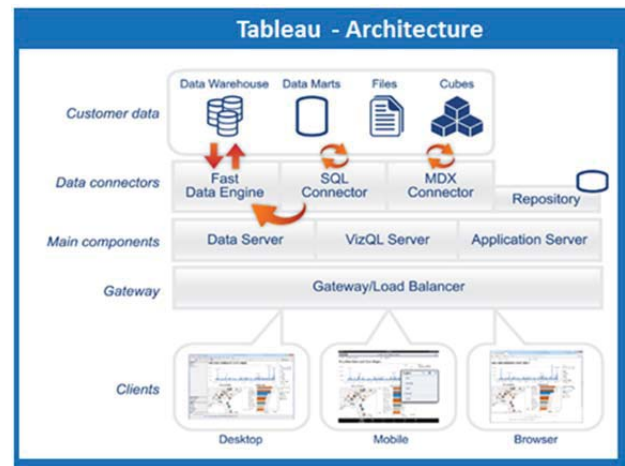 Tableau - Architecture
Data Warehouse Data Marts Files Cubes
Customer data
Data connectors
Fast
Data Engine
SQL
Connector
MDX
Connector
Repository
Main components
Data Server VizQL Server Application Server
Gateway
Gateway/Load Balancer
Clients
Desktop Mobile Browser